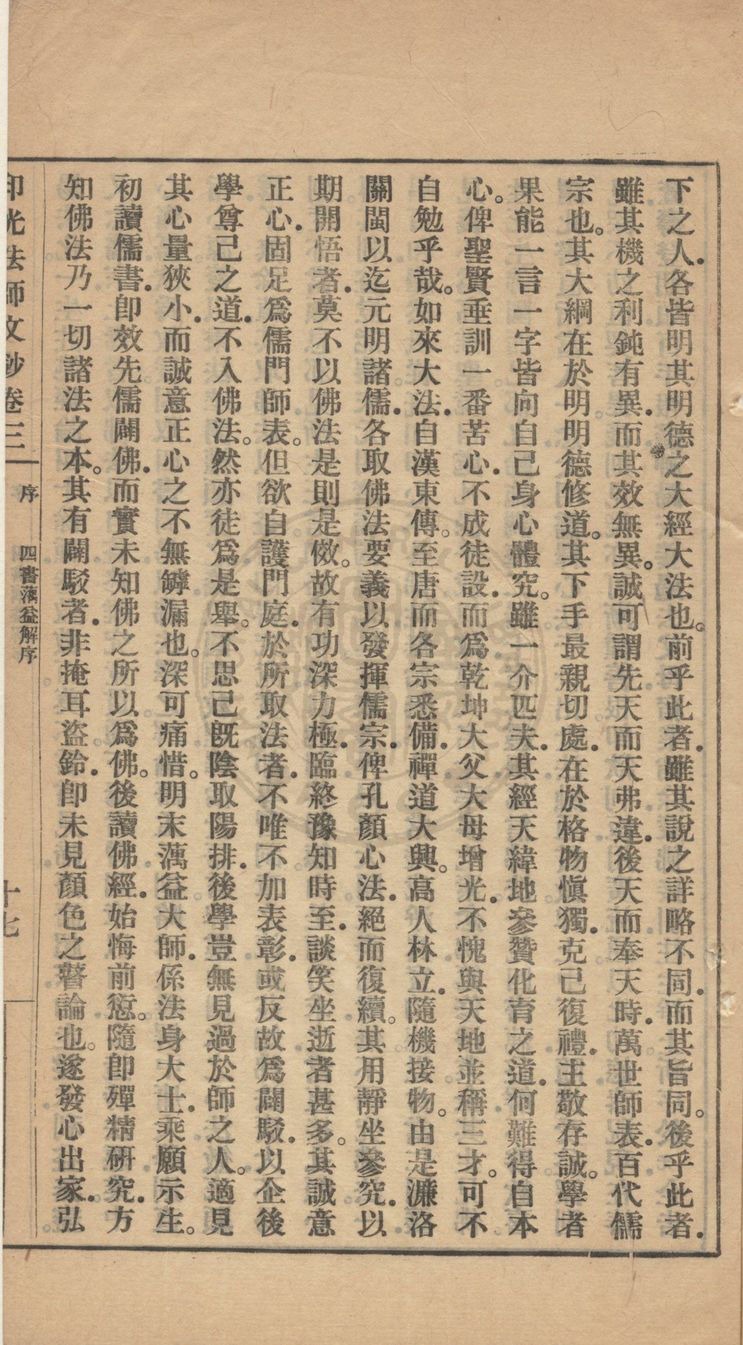 下之人.各皆明其明德之大經大法也。前乎此者.雖其說之詳略不同.而其旨同。後乎此者.
雖其機之利鈍有異.而其效無異。誠可謂先天而天弗違.後天而奉天時.萬世師表.百代儒
宗也。其大綱在於明明德修道。其下手最親切處.在於格物愼獨.克己復禮.主敬存誠。學者
果能一言一字.皆向自己身心體究。雖一介匹夫.其經天緯地參贊化育之道.何難得自本
心。俾聖賢垂訓一番苦心.不成徒設.而爲乾坤大父大母增光.不愧與天地並稱三才。可不
自勉乎哉。如來大法.自漢東傳。至唐而各宗悉備.禪道大興。高人林立.隨機接物。由是濂洛
關閩以迄元明諸儒.各取佛法要義以發揮儒宗.俾孔顏心法.絕而復續。其用靜坐參究.以
期開悟者.莫不以佛法是則是傚。故有功深力極.臨終豫知時至.談笑坐逝者甚多。其誠意
正心.固足爲儒門師表。但欲自護門庭.於所取法者.不唯不加表彰.或反故爲闢駁.以企後
學尊己之道.不入佛法。然亦徒爲是舉。不思己旣陰取陽排.後學豈無見過於師之人。適見
其心量狹小.而誠意正心之不無罅漏也。深可痛惜。明末蕅益大師.係法身大士.乘願示生。
初讀儒書.卽效先儒闢佛.而實未知佛之所以爲佛。後讀佛經.始悔前愆。隨卽殫精硏究.方
知佛法乃一切諸法之本。其有闢駁者.非掩耳盜鈴.卽未見顏色之瞽論也。遂發心出家.弘
印光法師文鈔卷三 序 四書蕅益解序 十七